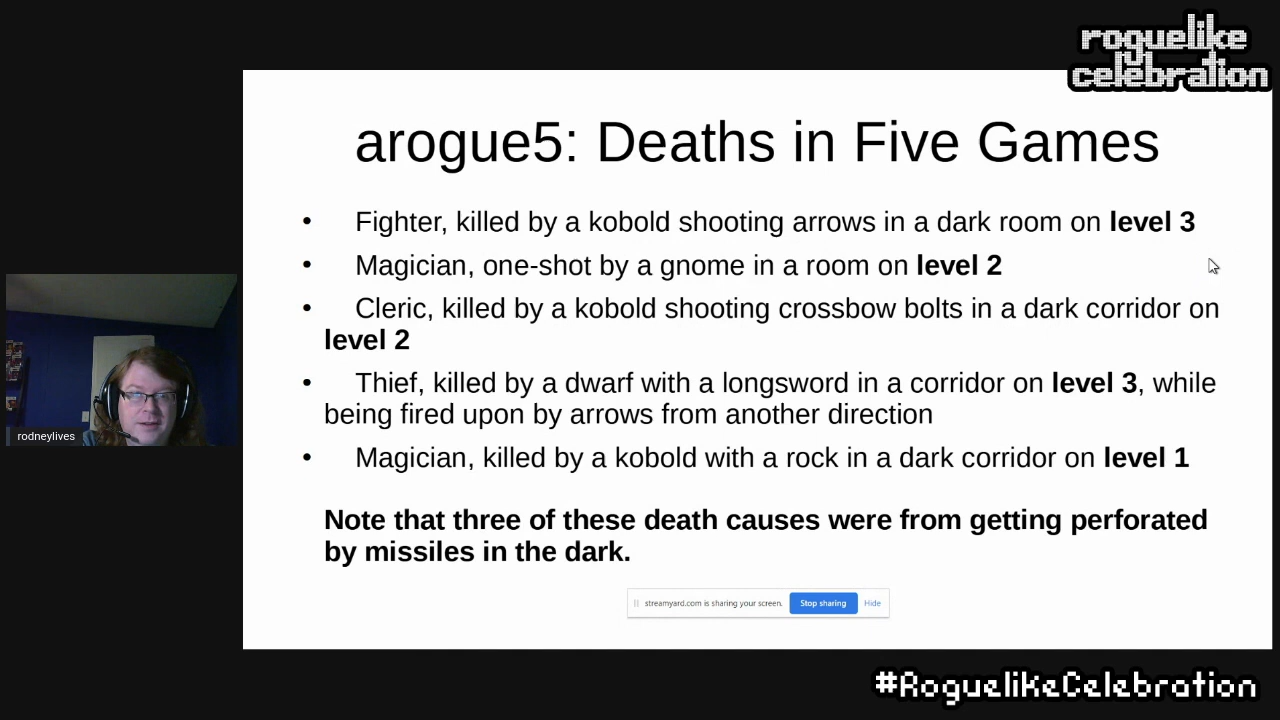 roguelike
celebration
arogue5: Deaths in Five Games
• Fighter, killed by a kobold shooting arrows in a dark room on level 3
• Magician, one-shot by a gnome in a room on level 2
• Cleric, killed by a kobold shooting crossbow bolts in a dark corridor on
level 2
• Thief, killed by a dwarf with a longsword in a corridor on level 3, while
being fired upon by arrows from another direction
• Magician, killed by a kobold with a rock in a dark corridor on level 1
Note that three of these death causes were from getting perforated
by missiles in the dark.
streamyard.com is sharing your screen. Stop sharing Hide
rodneylives
#RoguelikeCelebration